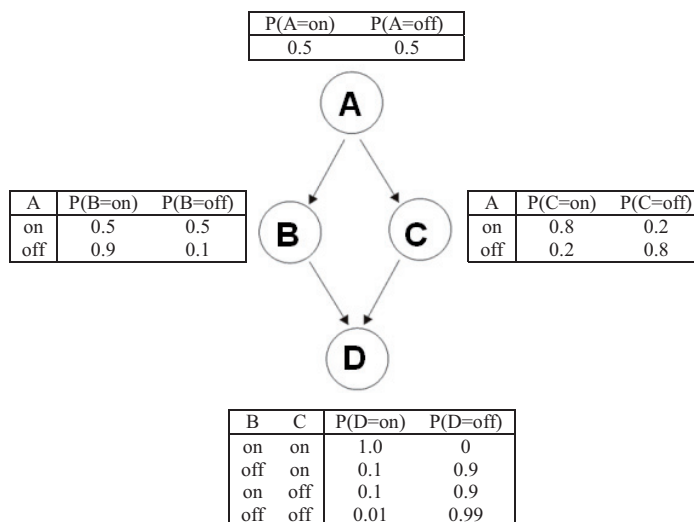 P(A=on) P(A=off)
0.5 0.5
A
A P(B=on) P(B=off)
on 0.5 0.5
off 0.9 0.1
B
C
A P(C=on) P(C=off)
on 0.8 0.2
off 0.2 0.8
D
B C P(D=on) P(D=off)
on on 1.0 0
off on 0.1 0.9
on off 0.1 0.9
off off 0.01 0.99